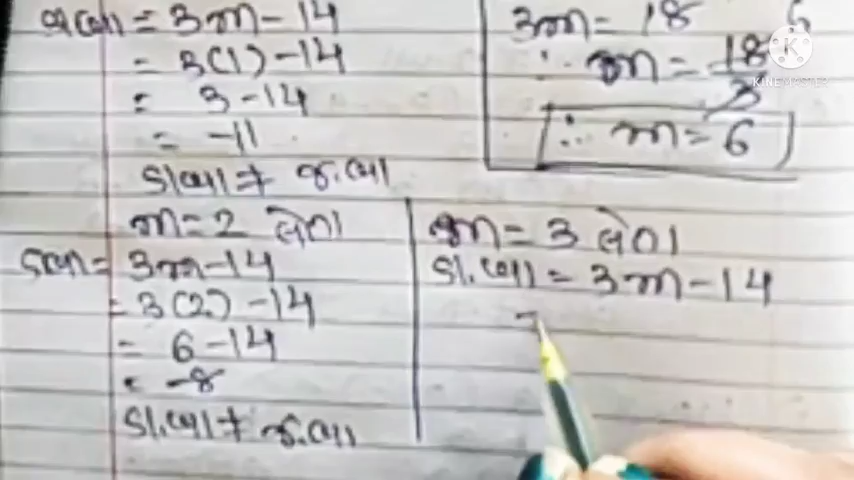 ડા.બા = 3m-14
= 3(1)-14
= 3-14
= -11
ડા.બા ≠ જ.બા
3m = 18
∴ m = 18/3 6
∴ m = 6
KINEMASTER
m=2 લેતા
ડા.બા = 3m-14
= 3(2)-14
= 6-14
= -8
ડા.બા ≠ જ.બા
m = 3 લેતા
ડા.બા = 3m-14
=